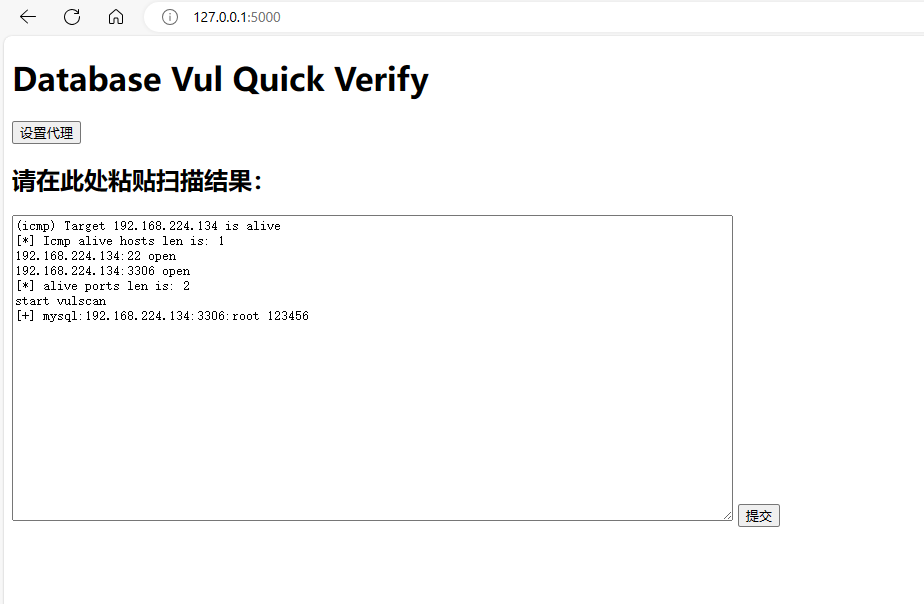 127.0.0.1:5000
Database Vul Quick Verify
设置代理
请在此处粘贴扫描结果：
(icmp) Target 192.168.224.134 is alive
[*] Icmp alive hosts len is: 1
192.168.224.134:22 open
192.168.224.134:3306 open
[*] alive ports len is: 2
start vulscan
[+] mysql:192.168.224.134:3306:root 123456
提交